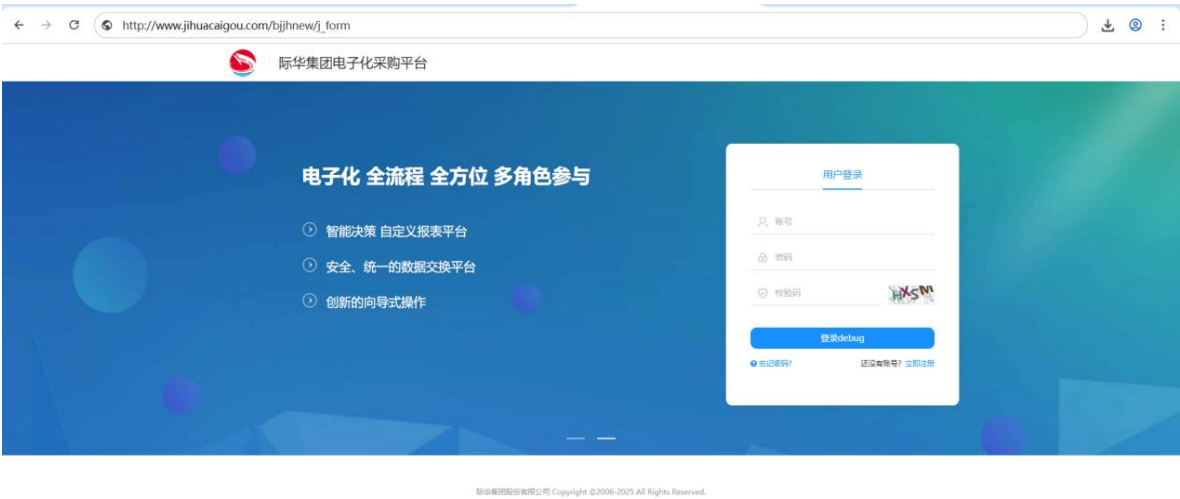 http://www.jihuacaigou.com/bjjhnew/j_form
际华集团电子化采购平台
电子化 全流程 全方位 多角色参与
智能决策 自定义报表平台
安全、统一的数据交换平台
创新的向导式操作
用户登录
账号
密码
校验码
HXSM
登录debug
忘记密码?
还没有账号? 立即注册
际华集团股份有限公司 Copyright ©2006-2025 All Rights Reserved.